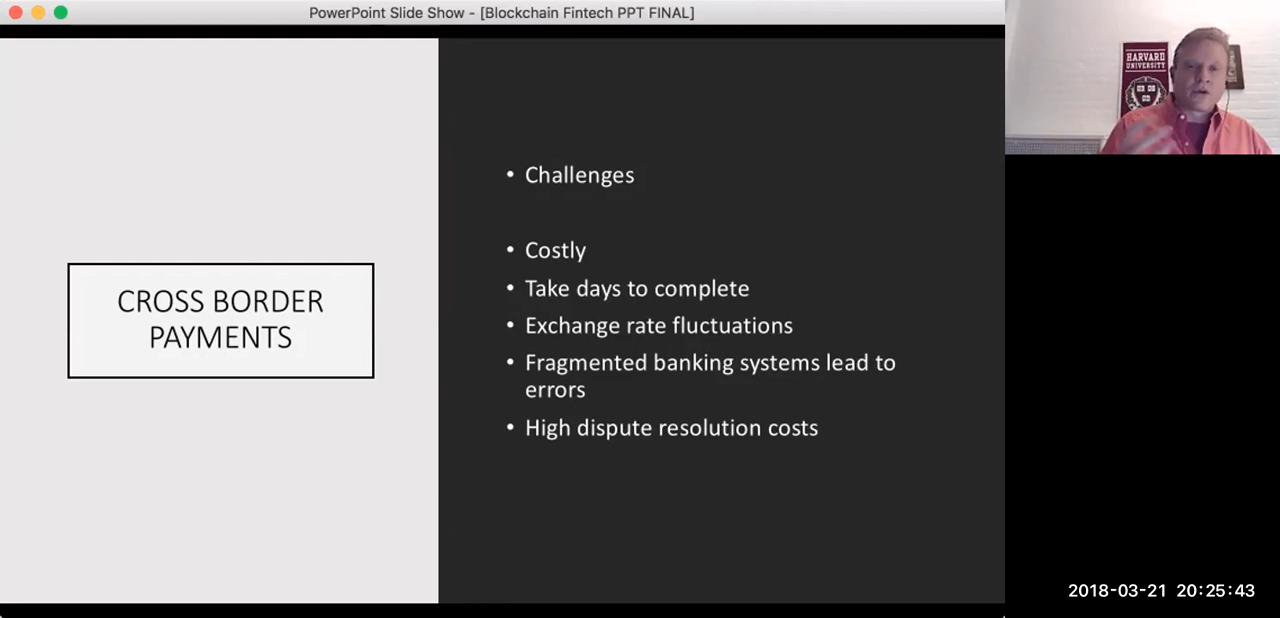 PowerPoint Slide Show - [Blockchain Fintech PPT FINAL]
HARVARD
UNIVERSITY
• Challenges
• Costly
CROSS BORDER
PAYMENTS
• Take days to complete
• Exchange rate fluctuations
• Fragmented banking systems lead to
errors
• High dispute resolution costs
2018-03-21 20:25:43